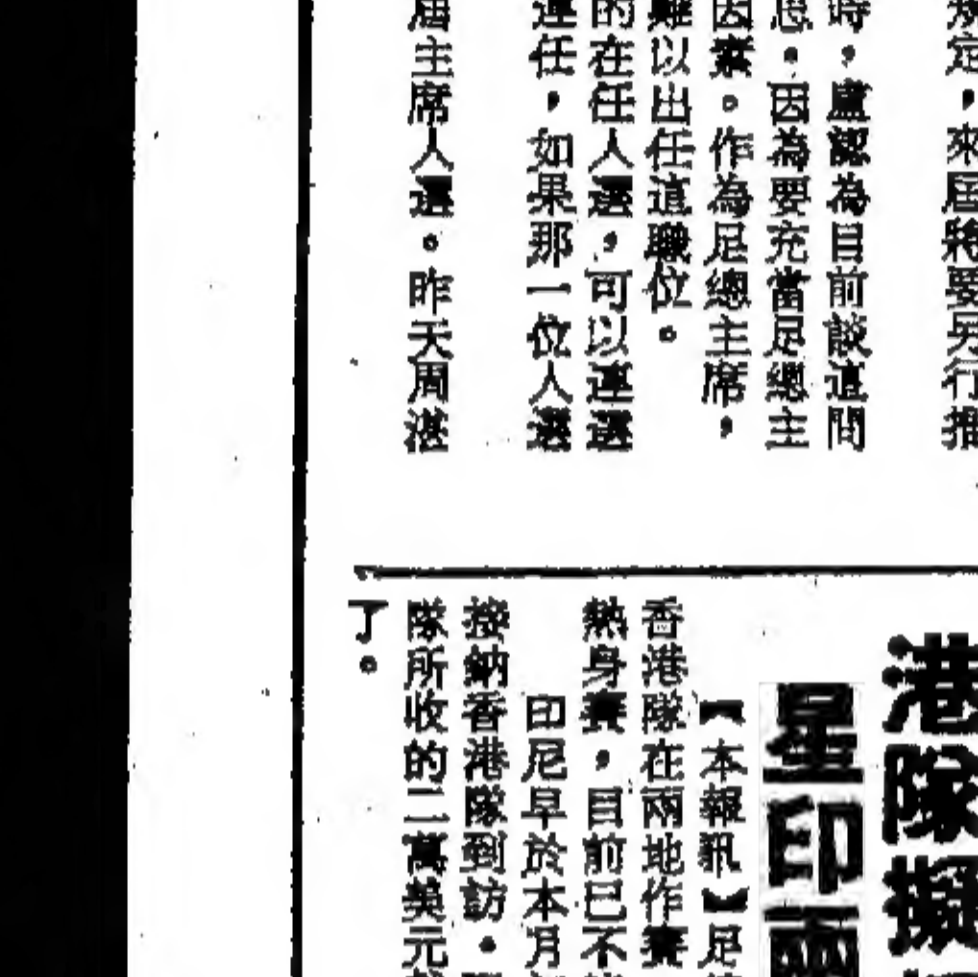 定，來屆將要另行推
時，盧認為目前談這問
思，因為要充當足總主
因素。作為足總主席，
難以出任這職位。
的在任人選，可以連選
連任，如果那一位人選
屆主席人選。昨天周湛
港隊擬
星印兩
【本報訊】足
香港隊在兩地作賽
熱身賽，目前已不
印尼早於本月
接納香港隊到訪，
隊所收的二萬美元
了。